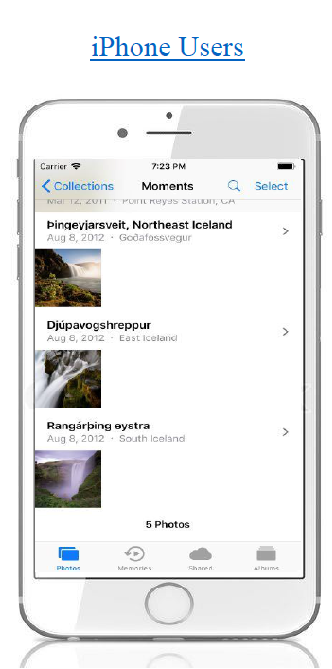 iPhone Users
Carrier 7:23 PM
Collections Moments Select
Mar 12, 2011 · Point Reyes Station, CA
Þingeyjarsveit, Northeast Iceland
Aug 8, 2012 · Goðafossvegur
Djúpavogshreppur
Aug 8, 2012 · East Iceland
Rangárþing eystra
Aug 8, 2012 · South Iceland
5 Photos
Photos Memories Shared Albums